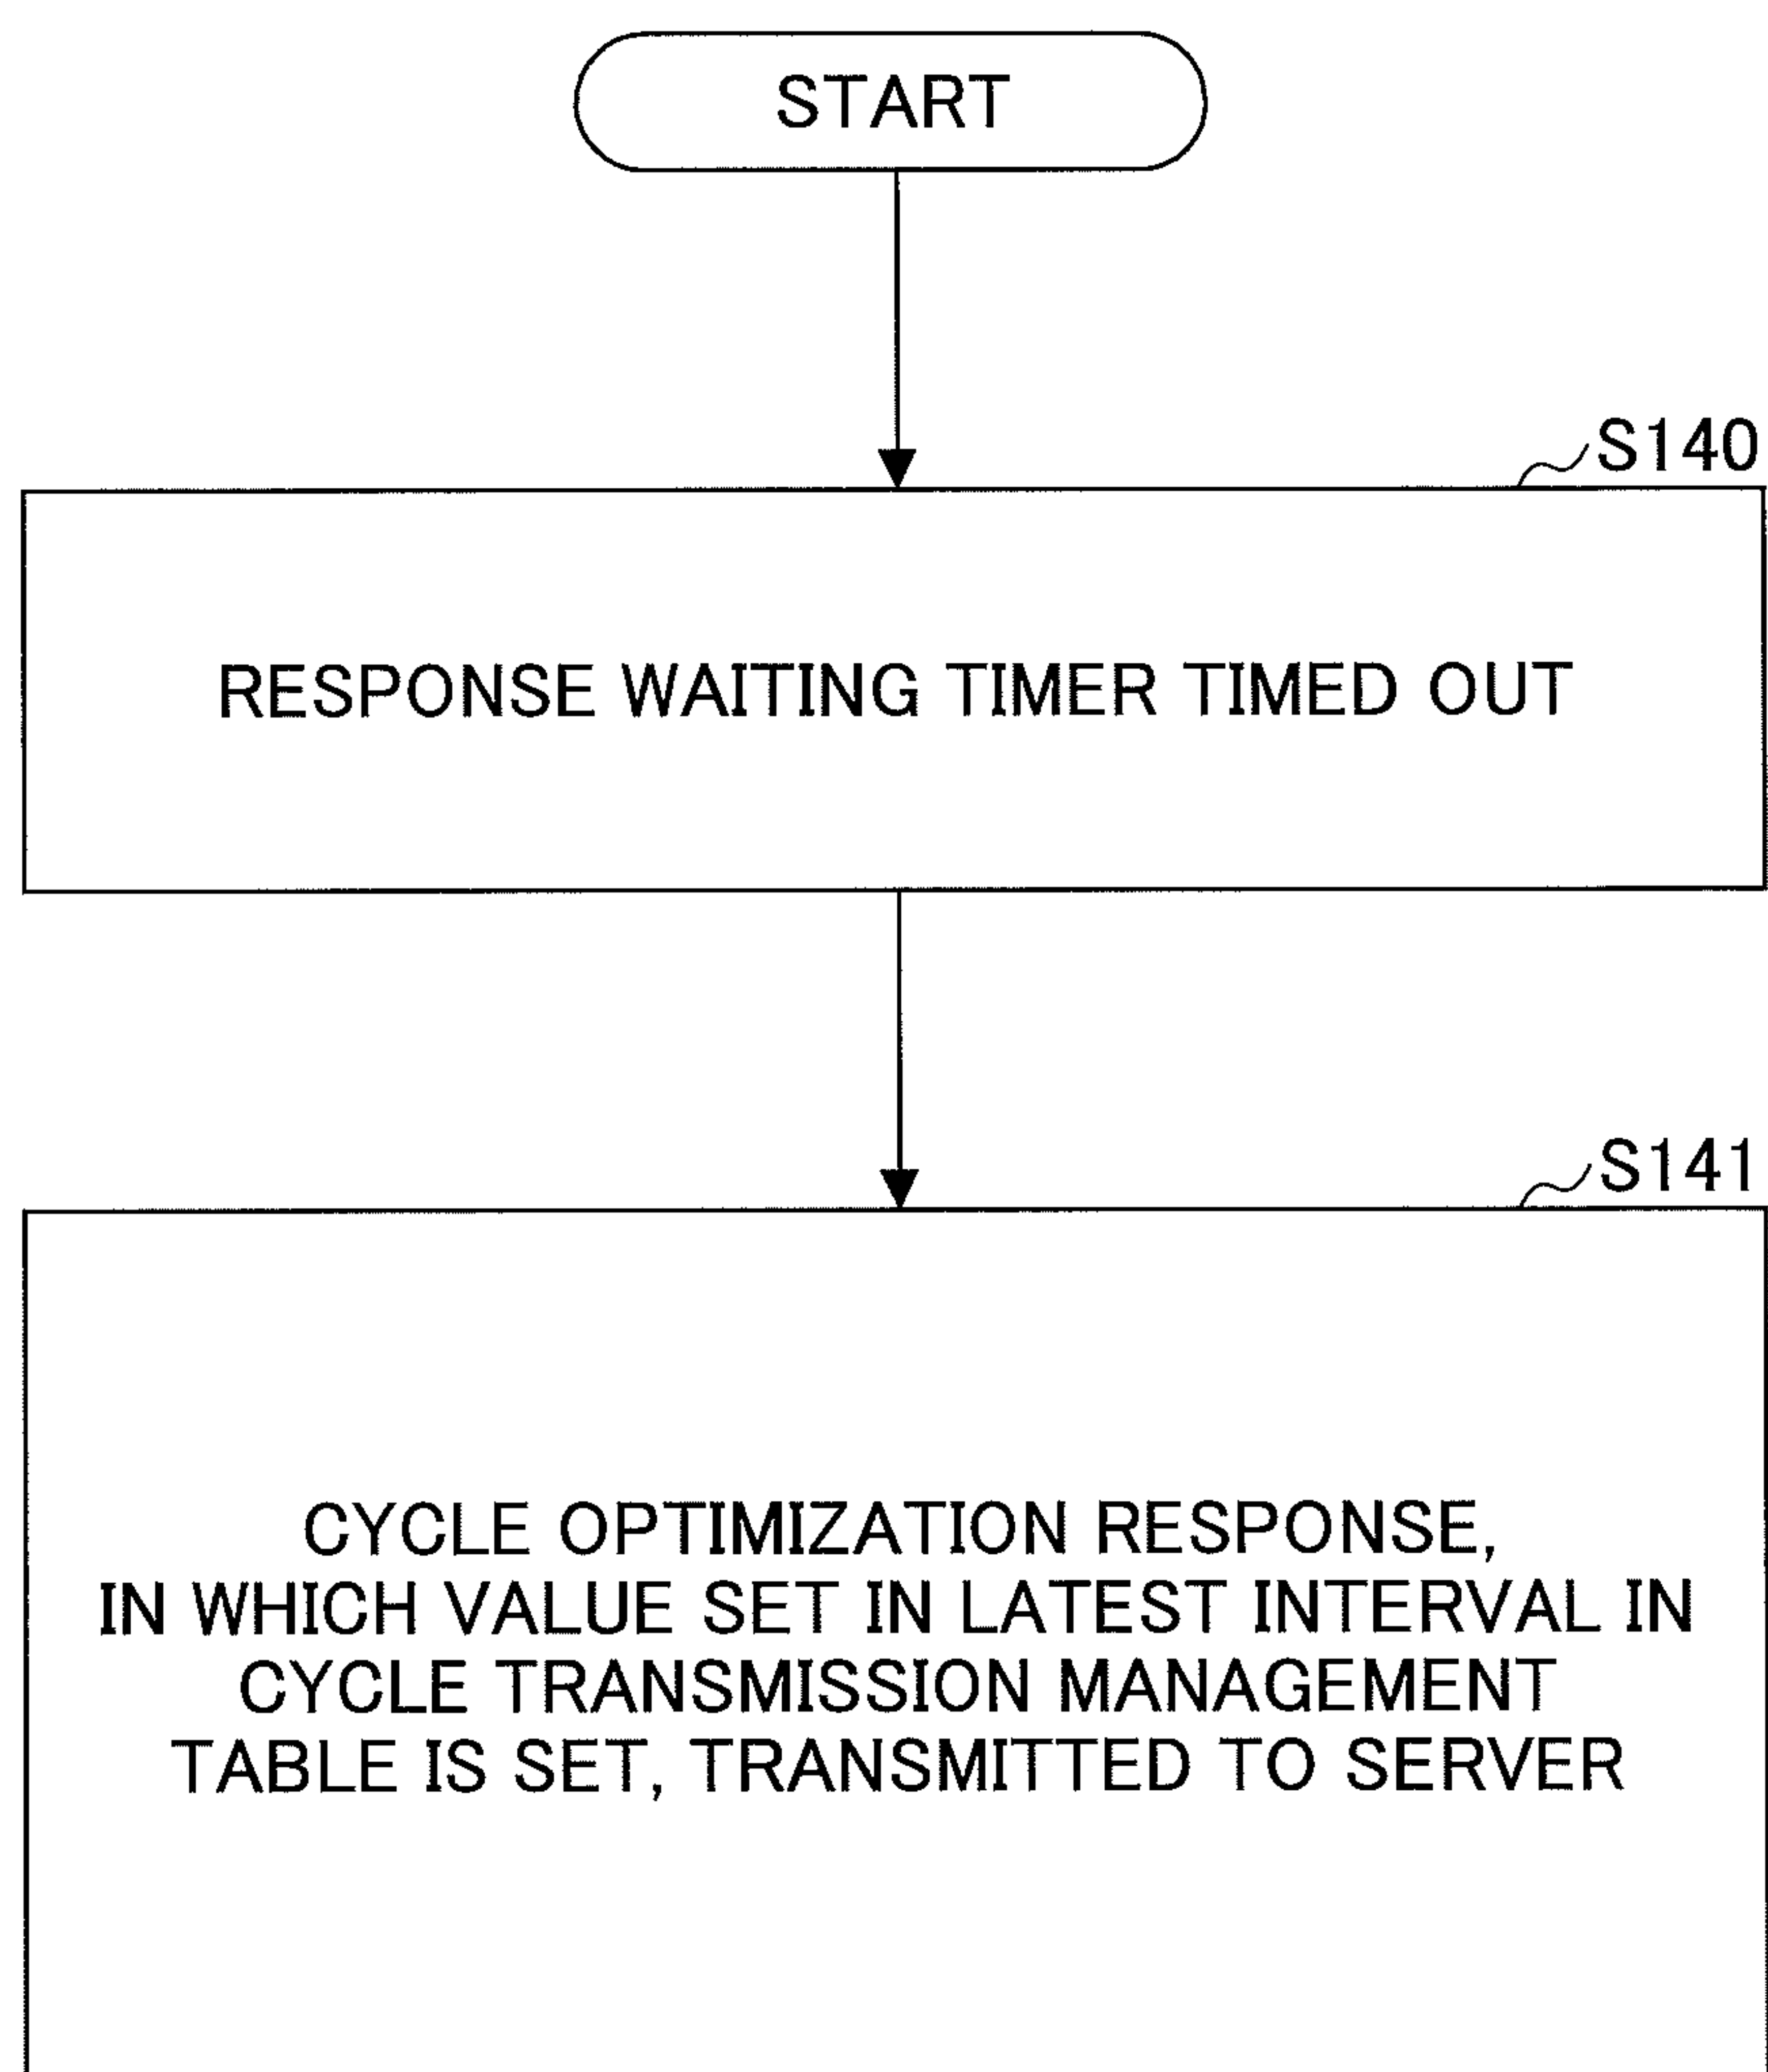 START
S140
RESPONSE WAITING TIMER TIMED OUT
S141
CYCLE OPTIMIZATION RESPONSE,
IN WHICH VALUE SET IN LATEST INTERVAL IN
CYCLE TRANSMISSION MANAGEMENT
TABLE IS SET, TRANSMITTED TO SERVER